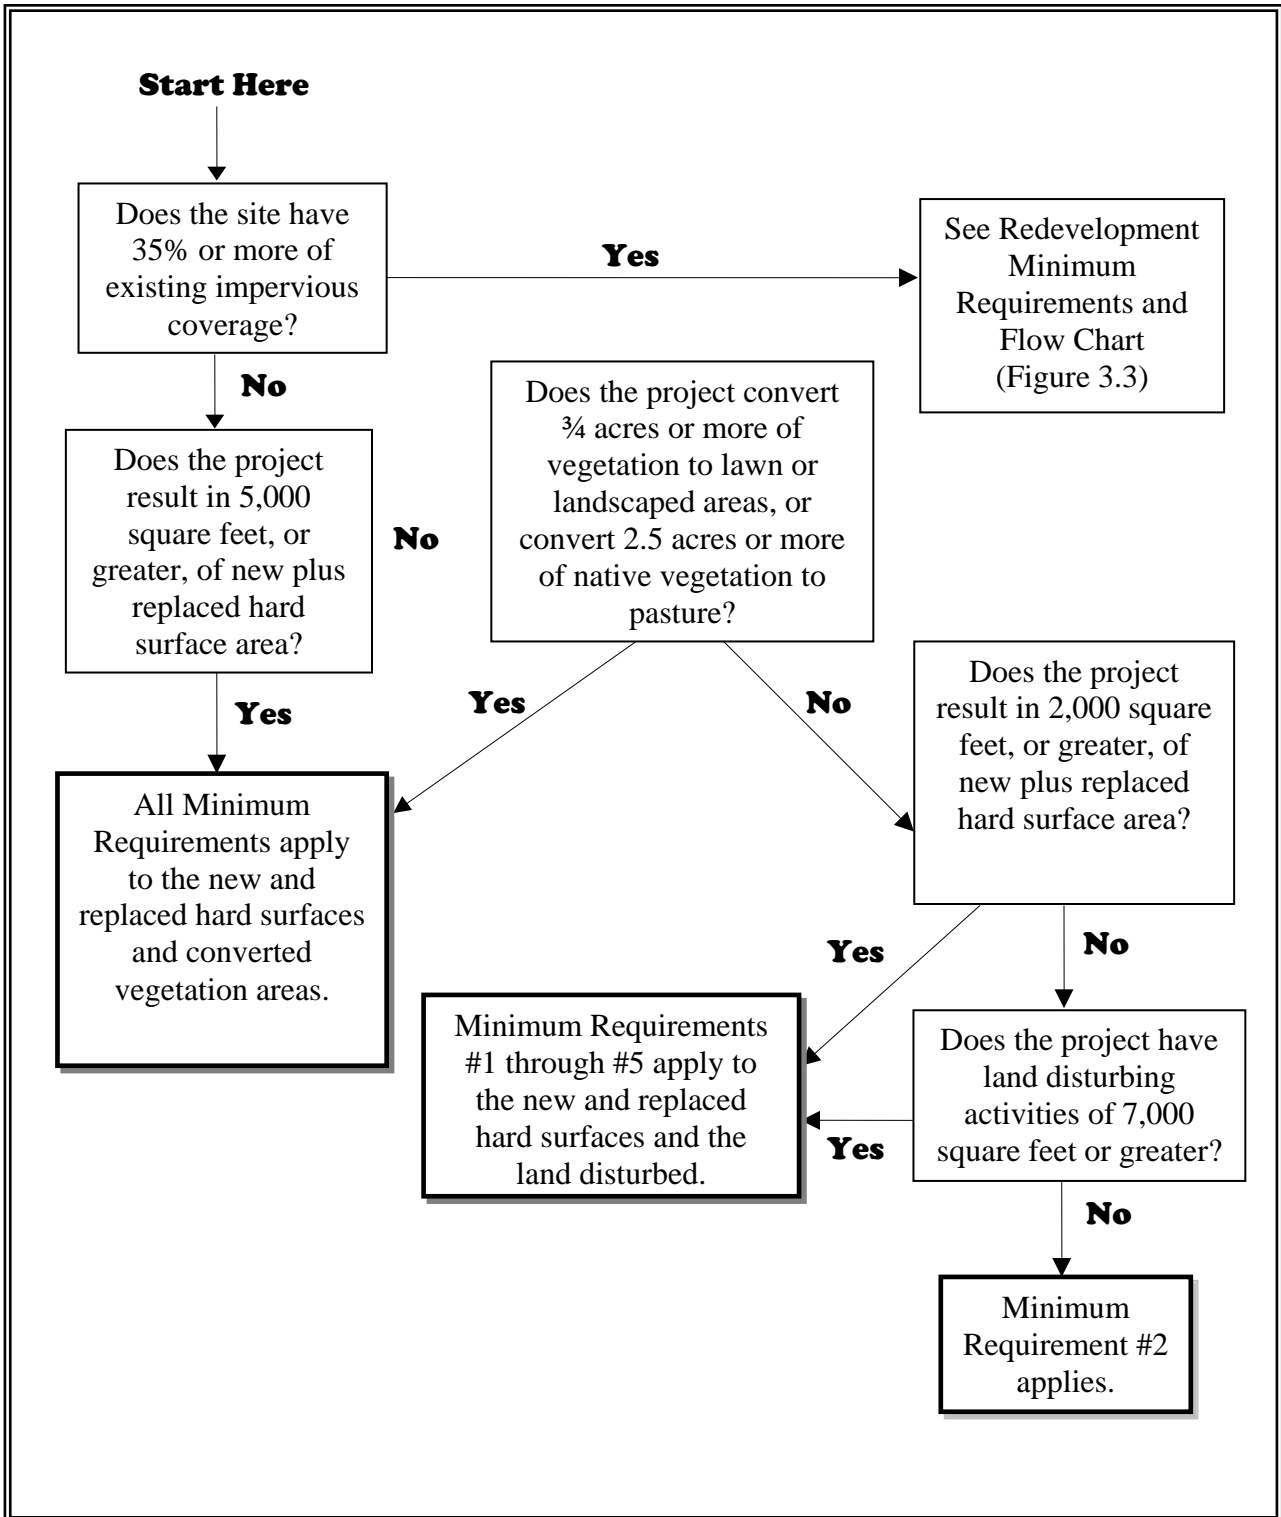 Start Here
Does the site have
35% or more of
existing impervious
coverage?
Yes
See Redevelopment
Minimum
Requirements and
Flow Chart
(Figure 3.3)
No
Does the project
result in 5,000
square feet, or
greater, of new plus
replaced hard
surface area?
No
Does the project convert
¾ acres or more of
vegetation to lawn or
landscaped areas, or
convert 2.5 acres or more
of native vegetation to
pasture?
Yes
Yes
No
Does the project
result in 2,000 square
feet, or greater, of
new plus replaced
hard surface area?
All Minimum
Requirements apply
to the new and
replaced hard surfaces
and converted
vegetation areas.
Yes
No
Minimum Requirements
#1 through #5 apply to
the new and replaced
hard surfaces and the
land disturbed.
Does the project have
land disturbing
activities of 7,000
square feet or greater?
Yes
No
Minimum
Requirement #2
applies.